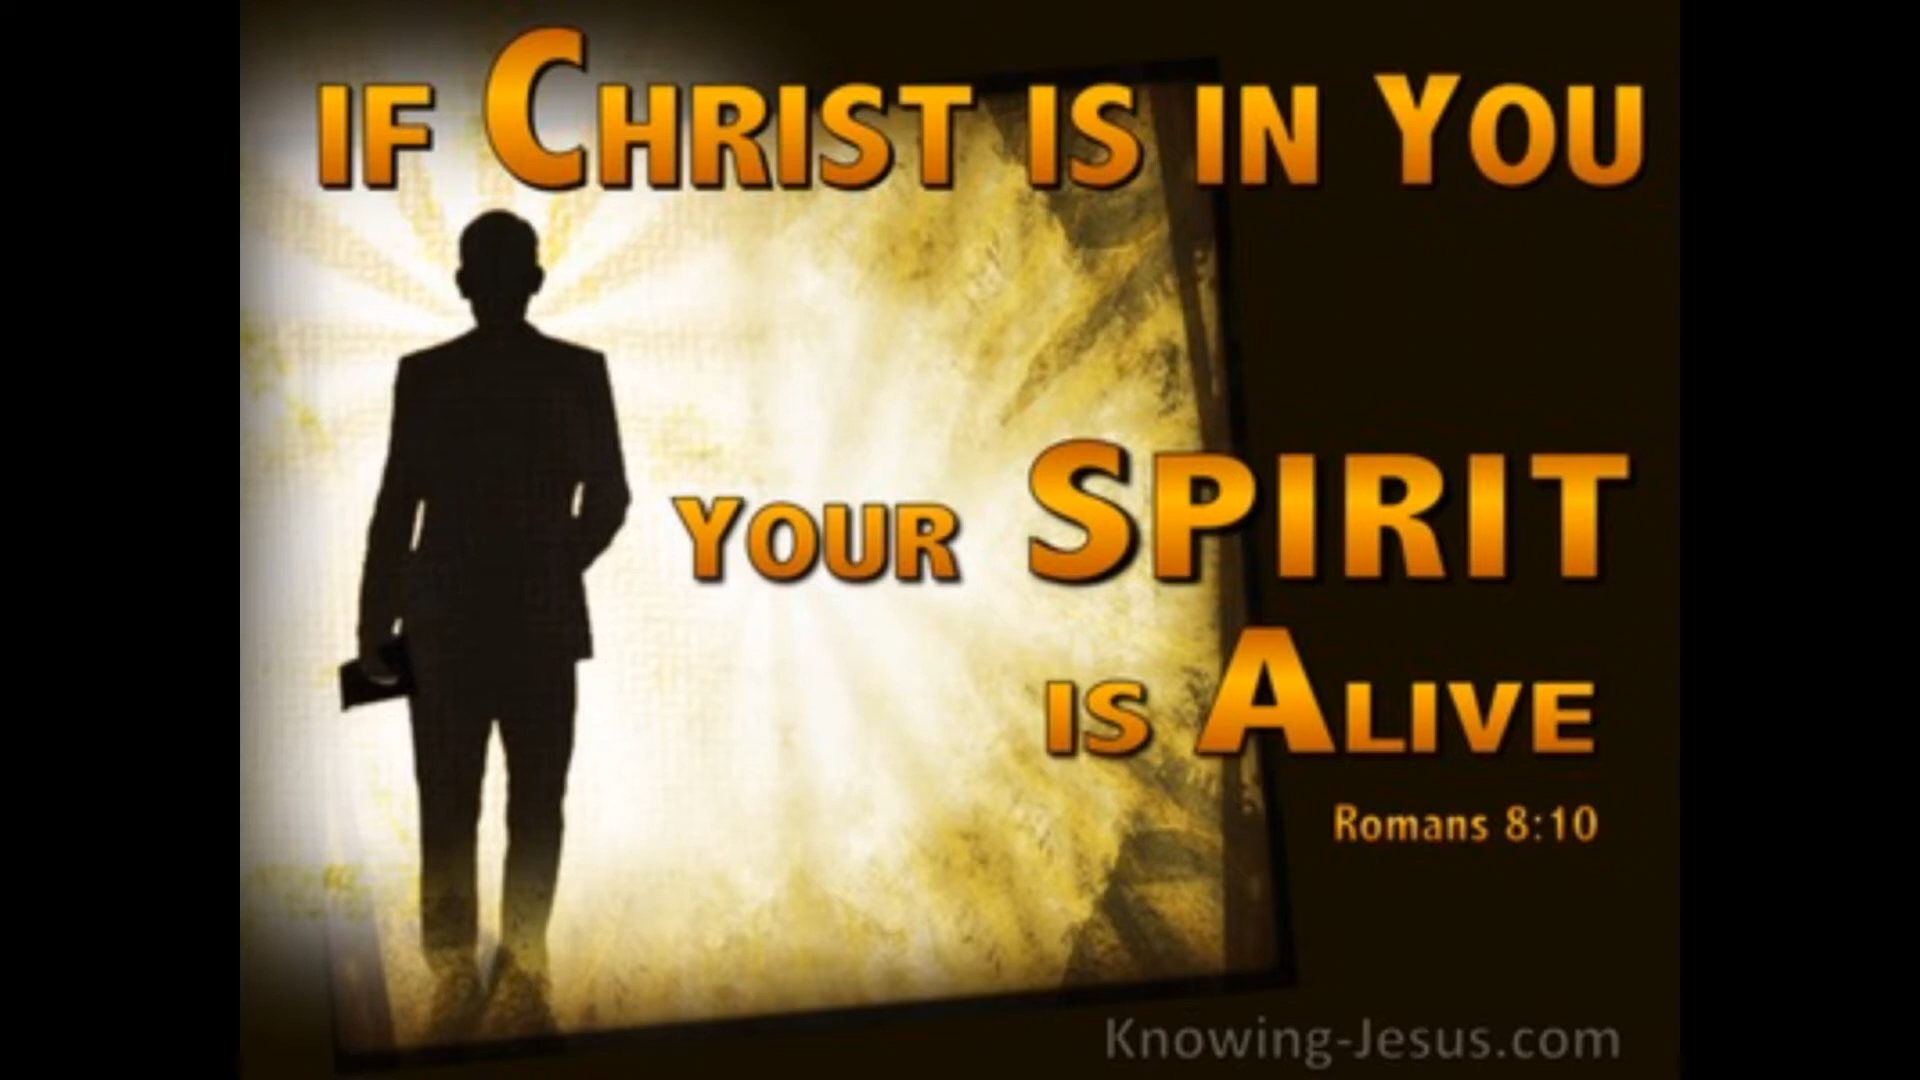 IF CHRIST IS IN YOU
YOUR SPIRIT
IS ALIVE
Romans 8:10
Knowing-Jesus.com